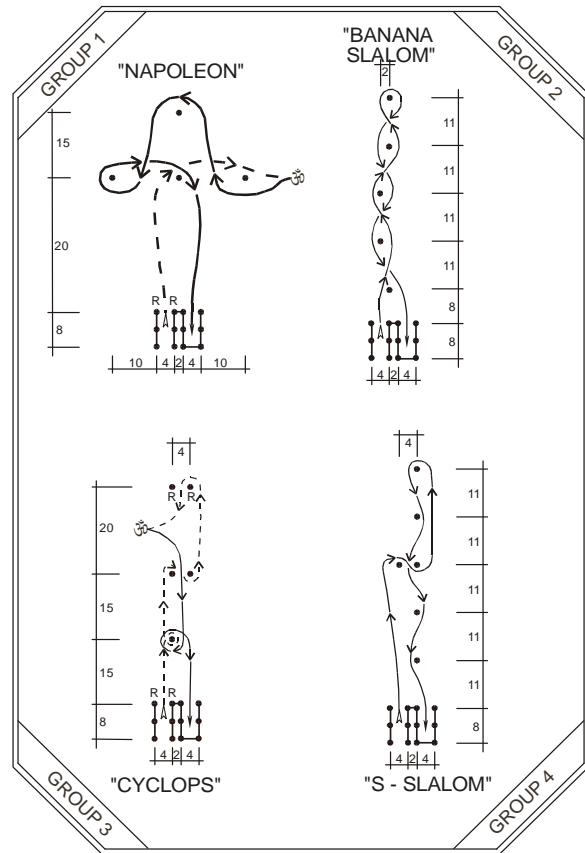 GROUP 1
GROUP 2
"NAPOLEON"
"BANANA
SLALOM"
2
15
20
8
R R
10 4 2 4 10
11
11
11
11
8
8
4 2 4
4
R R
ॐ
20
15
15
8
R R
4 2 4
"CYCLOPS"
4
11
11
11
11
11
8
4 2 4
"S - SLALOM"
GROUP 3
GROUP 4
ॐ